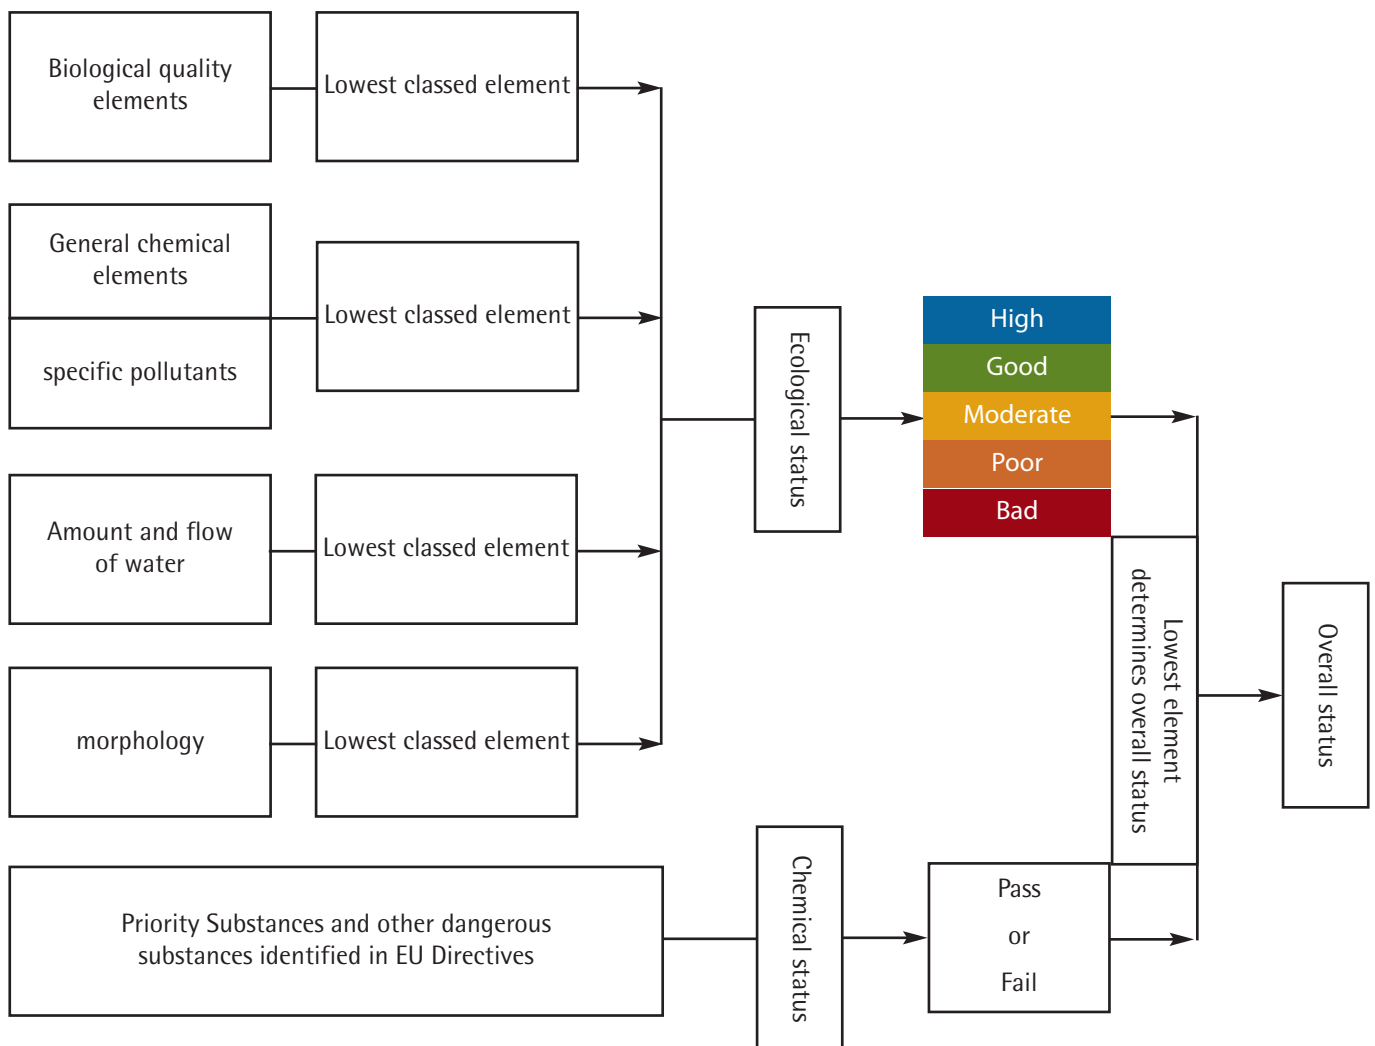 Biological quality
elements
Lowest classed element
General chemical
elements
specific pollutants
Lowest classed element
Amount and flow
of water
Lowest classed element
morphology
Lowest classed element
Priority Substances and other dangerous
substances identified in EU Directives
Ecological status
Chemical status
High
Good
Moderate
Poor
Bad
Pass
or
Fail
Lowest element
determines overall status
Overall status